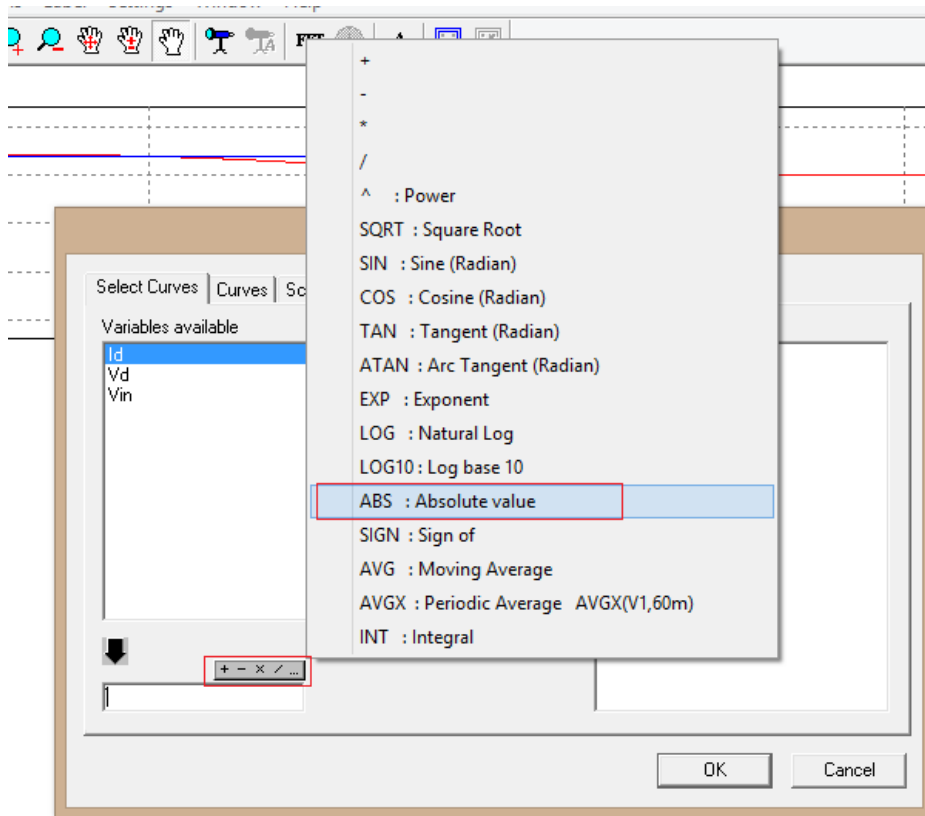 +
-
*
/
^ : Power
SQRT : Square Root
SIN : Sine (Radian)
COS : Cosine (Radian)
TAN : Tangent (Radian)
ATAN : Arc Tangent (Radian)
EXP : Exponent
LOG : Natural Log
LOG10 : Log base 10
ABS : Absolute value
SIGN : Sign of
AVG : Moving Average
AVGX : Periodic Average AVGX(V1,60m)
INT : Integral
Select Curves Curves Sc
Variables available
Id
Vd
Vin
+ - × / ...
OK Cancel